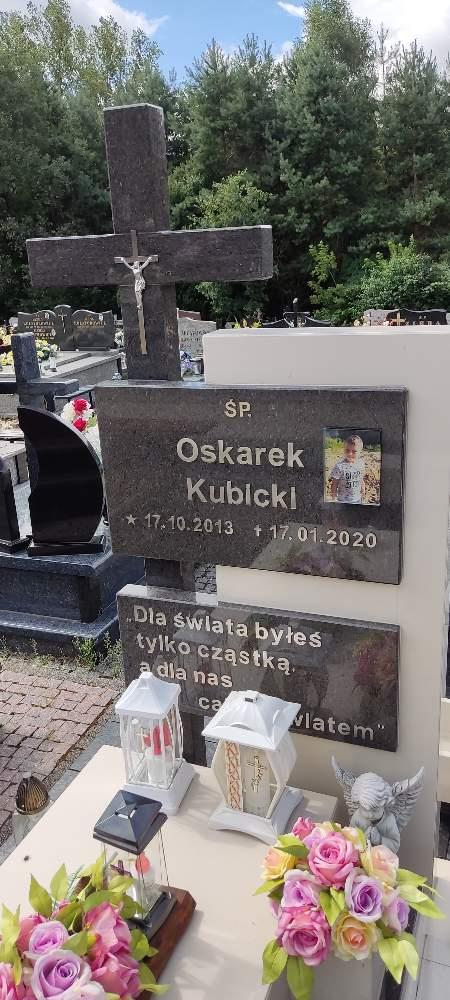 ŚP.
Oskarek
Kubicki
★ 17.10.2013 ✝ 17.01.2020
„Dla świata byłeś
tylko cząstką,
a dla nas